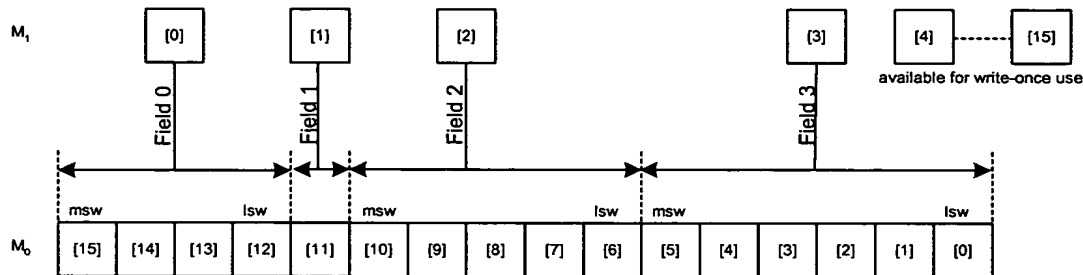 M₁ [0] [1] [2] [3] [4] [15]
available for write-once use
Field 0 Field 1 Field 2 Field 3
msw lsw msw lsw msw lsw
M₀ [15] [14] [13] [12] [11] [10] [9] [8] [7] [6] [5] [4] [3] [2] [1] [0]